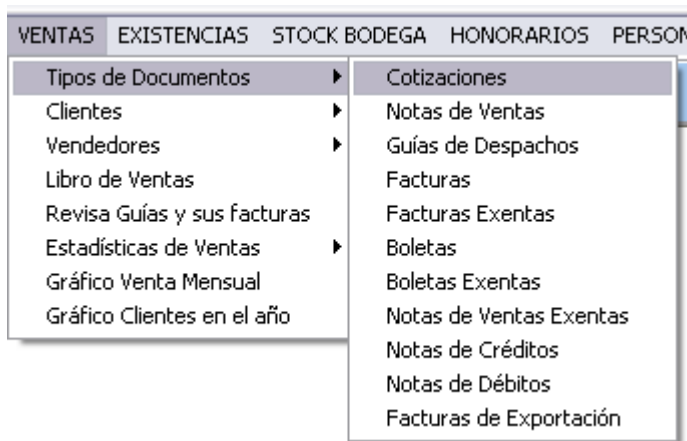 VENTAS EXISTENCIAS STOCK BODEGA HONORARIOS
Tipos de Documentos
Clientes
Vendedores
Libro de Ventas
Revisa Guías y sus facturas
Estadísticas de Ventas
Gráfico Venta Mensual
Gráfico Clientes en el año
Cotizaciones
Notas de Ventas
Guías de Despachos
Facturas
Facturas Exentas
Boletas
Boletas Exentas
Notas de Ventas Exentas
Notas de Créditos
Notas de Débitos
Facturas de Exportación